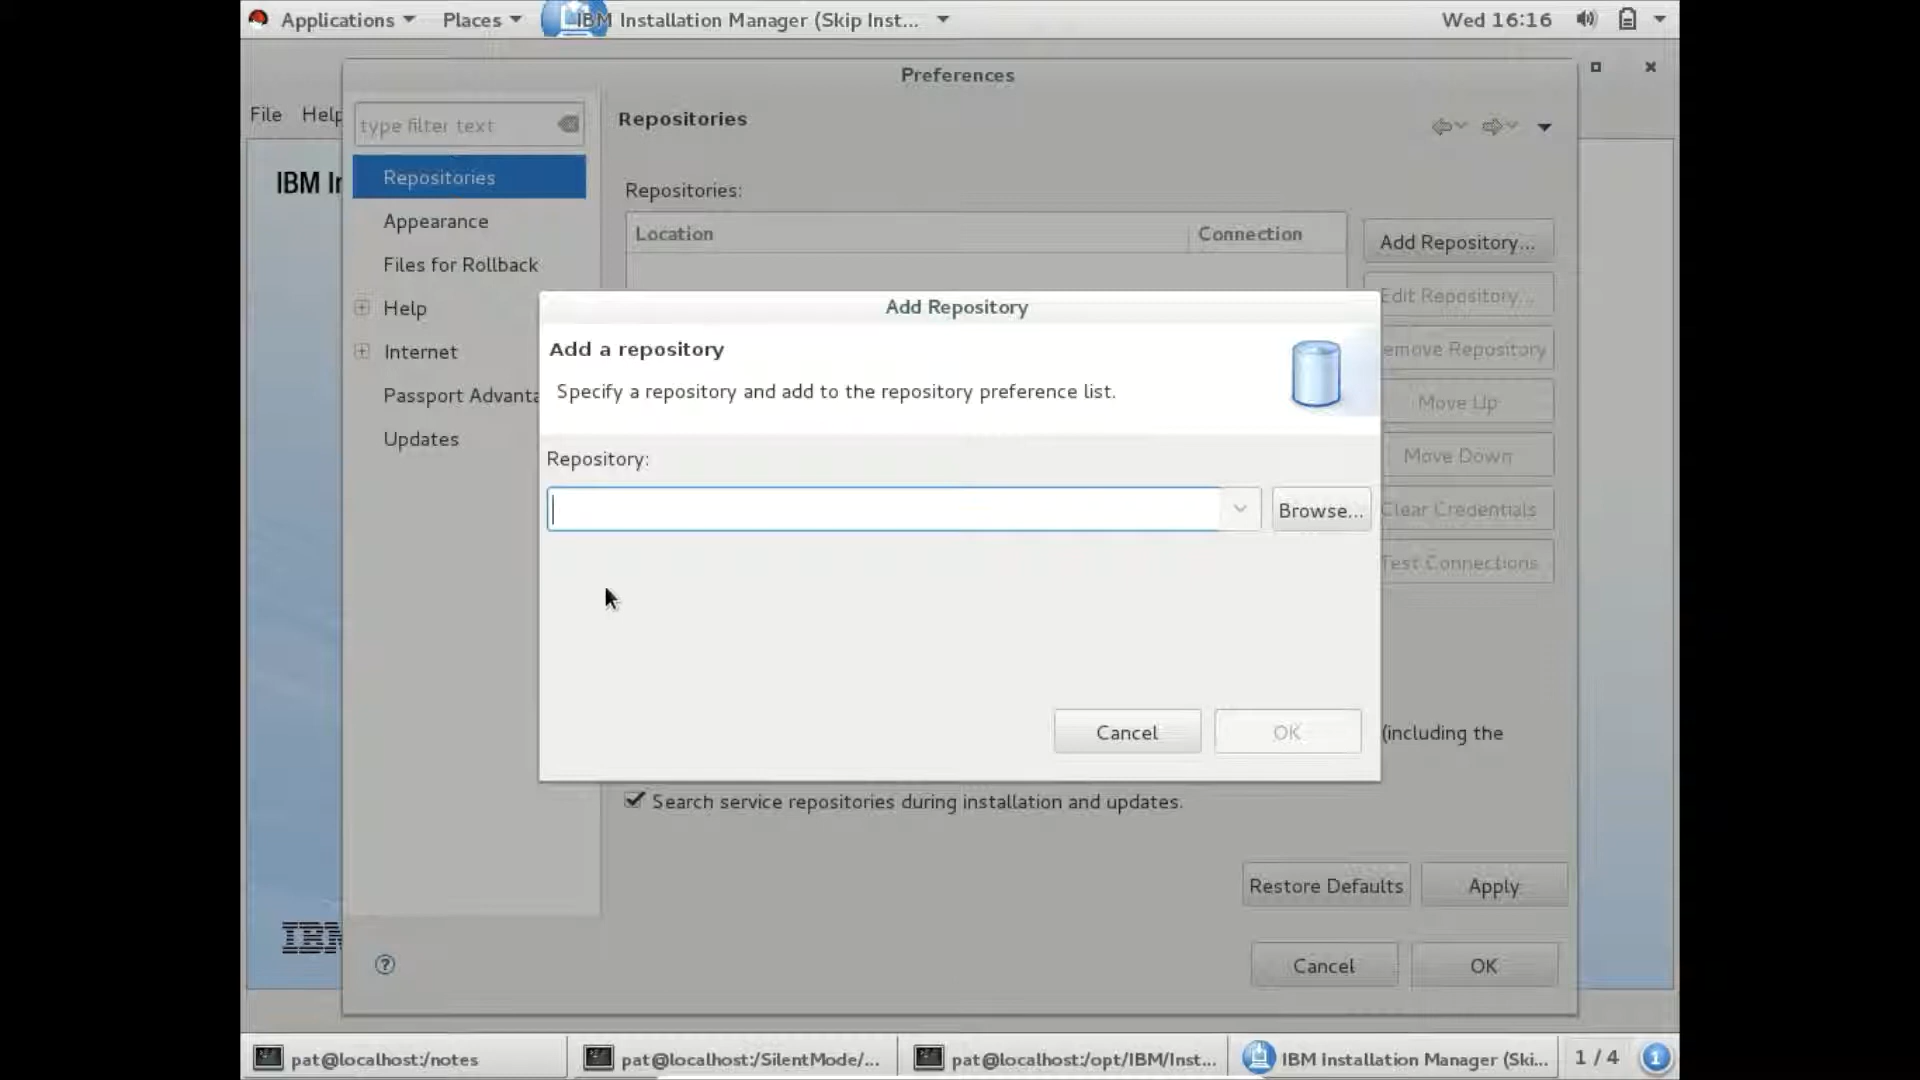 Applications
Places
IBM Installation Manager (Skip Inst...
Wed 16:16
Preferences
File
Help
type filter text
Repositories
IBM
Repositories
Appearance
Files for Rollback
Help
Internet
Passport Advanta
Updates
Repositories:
Location
Connection
Add Repository...
Edit Repository...
emove Repository
Move Up
Move Down
Clear Credentials
Test Connections
Add Repository
Add a repository
Specify a repository and add to the repository preference list.
Repository:
Browse...
Cancel
OK
(including the
Search service repositories during installation and updates.
Restore Defaults
Apply
IBM
?
Cancel
OK
pat@localhost:/notes
pat@localhost:/SilentMode/...
pat@localhost:/opt/IBM/Inst...
IBM Installation Manager (Ski...
1 / 4
1